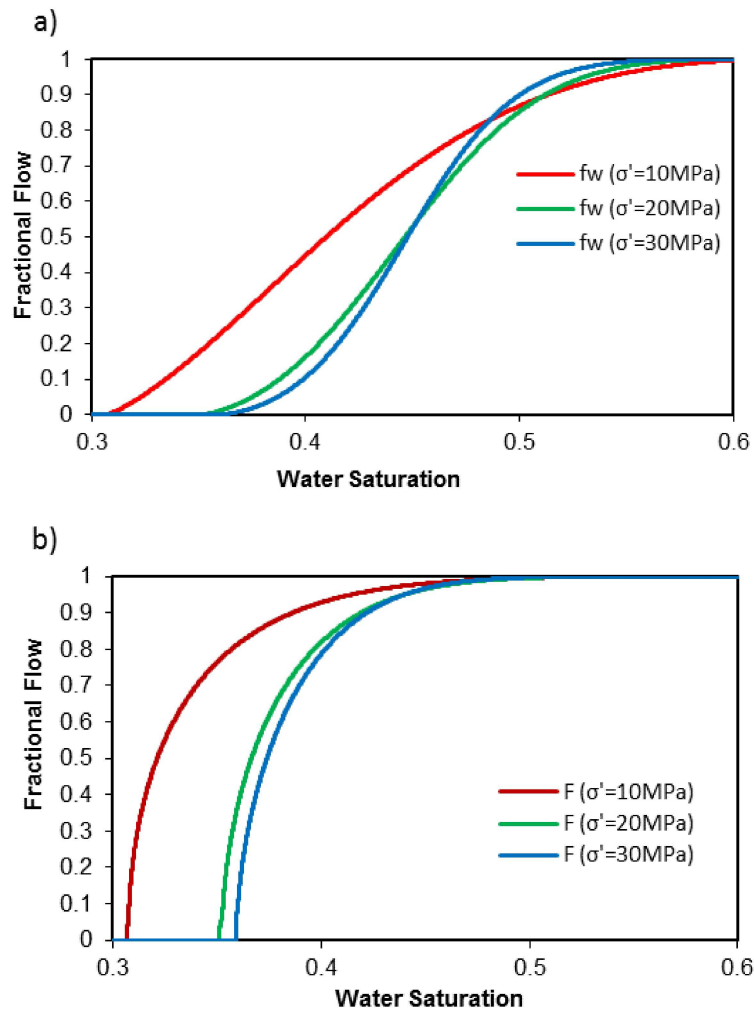 a)
1
0.9
0.8
0.7
0.6
0.5
0.4
0.3
0.2
0.1
0
Fractional Flow
fw (σ'=10MPa)
fw (σ'=20MPa)
fw (σ'=30MPa)
0.3 0.4 0.5 0.6
Water Saturation
b)
1
0.9
0.8
0.7
0.6
0.5
0.4
0.3
0.2
0.1
0
Fractional Flow
F (σ'=10MPa)
F (σ'=20MPa)
F (σ'=30MPa)
0.3 0.4 0.5 0.6
Water Saturation